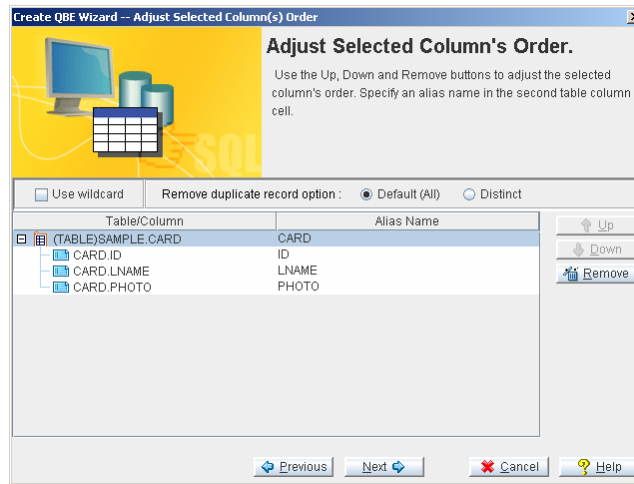 Create QBE Wizard -- Adjust Selected Column(s) Order
Adjust Selected Column's Order.
Use the Up, Down and Remove buttons to adjust the selected
column's order. Specify an alias name in the second table column
cell.
SQL
Use wildcard
Remove duplicate record option :
Default (All)
Distinct
Table/Column
Alias Name
(TABLE)SAMPLE.CARD
CARD
CARD.ID
ID
CARD.LNAME
LNAME
CARD.PHOTO
PHOTO
Up
Down
Remove
Previous
Next
Cancel
Help